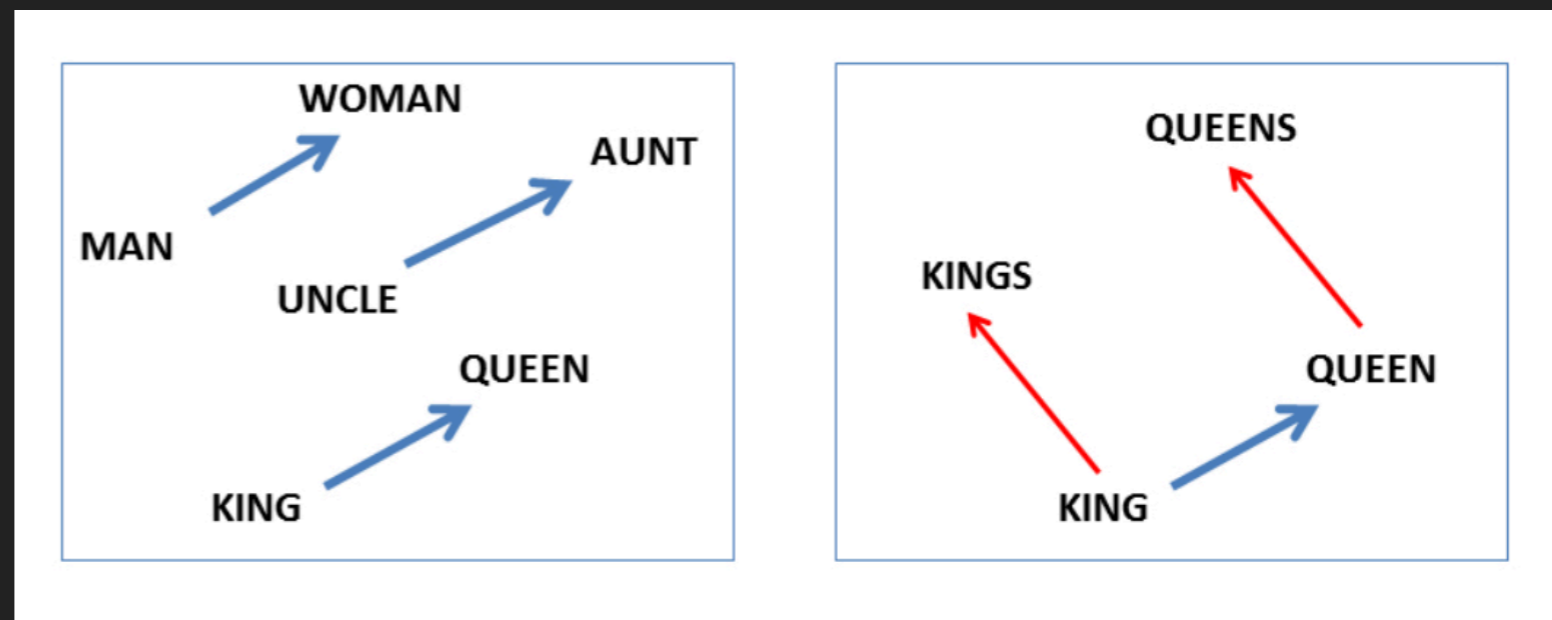 WOMAN
AUNT
MAN
UNCLE
QUEEN
KING
QUEENS
KINGS
QUEEN
KING